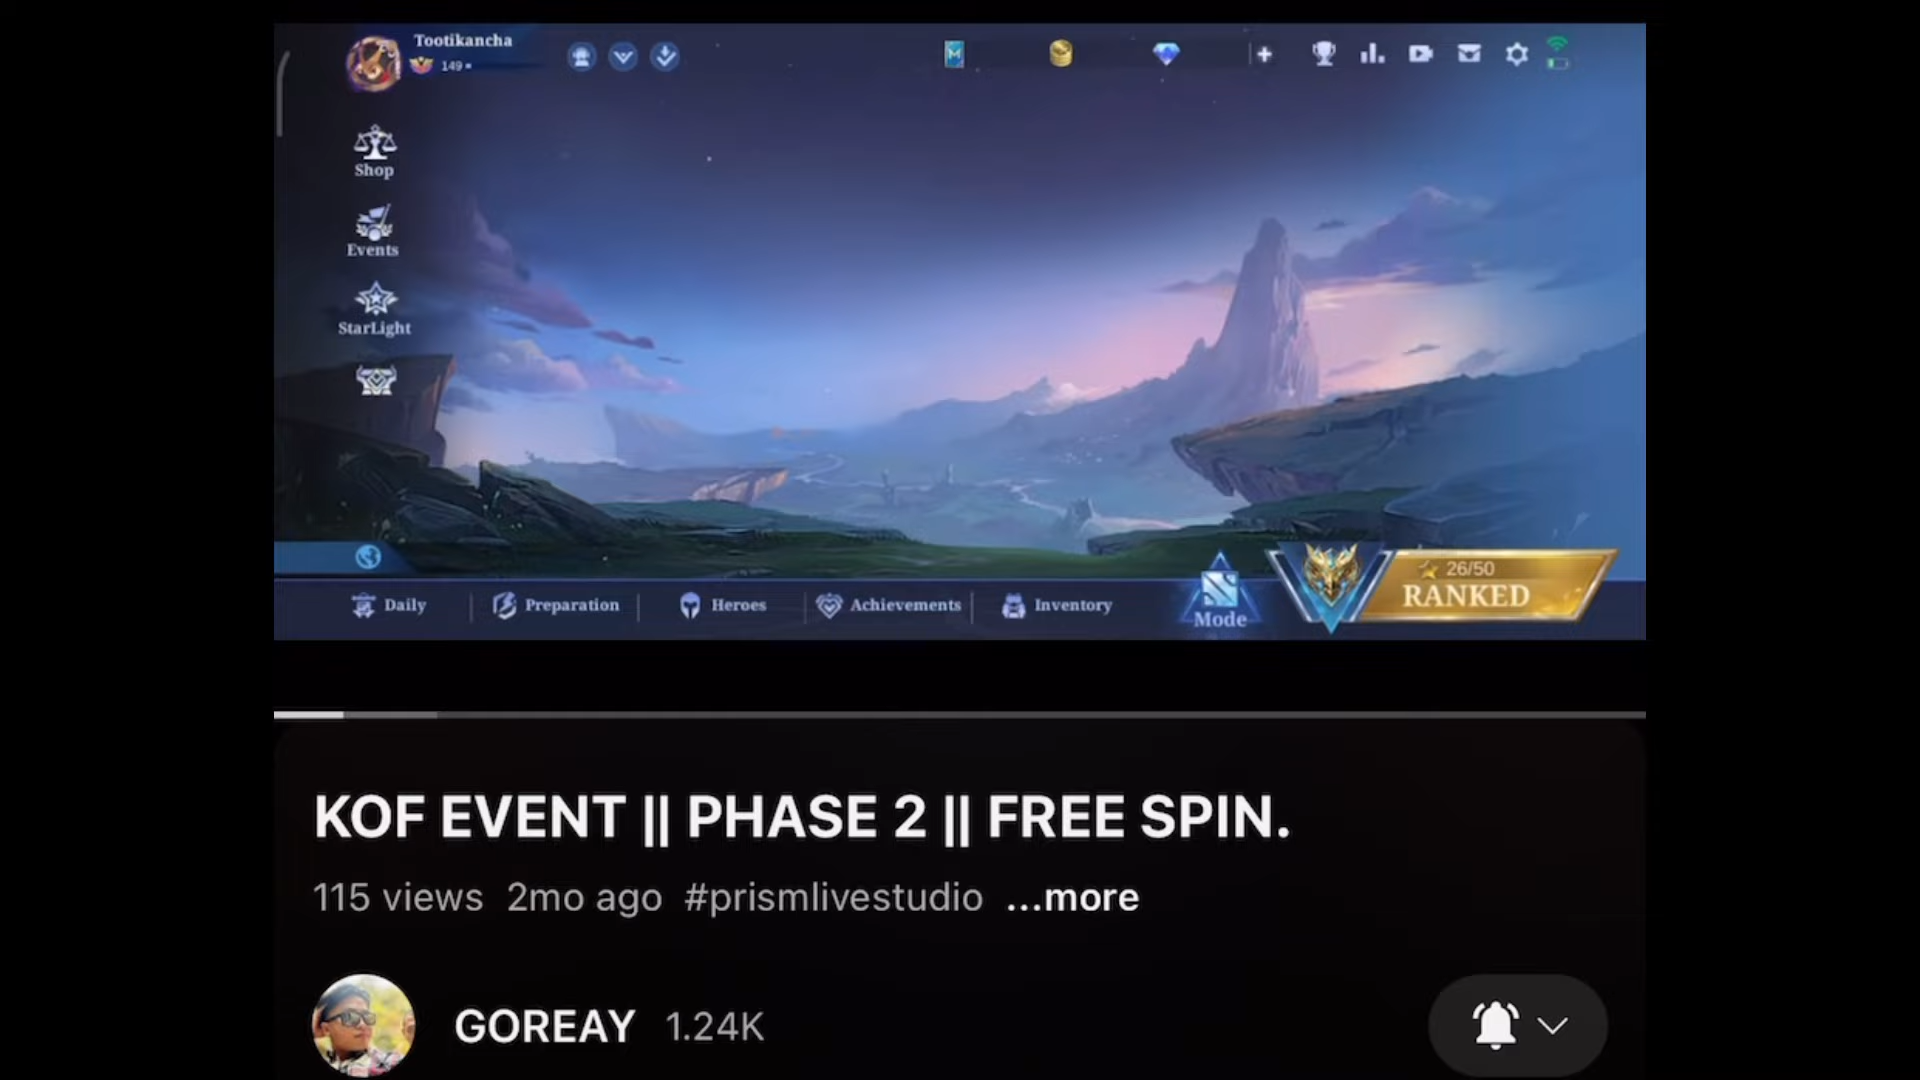 Tootikancha
149
Shop
Events
StarLight
26/50
RANKED
Daily
Preparation
Heroes
Achievements
Inventory
Mode
KOF EVENT || PHASE 2 || FREE SPIN.
115 views 2mo ago #prismlivestudio ...more
GOREAY 1.24K